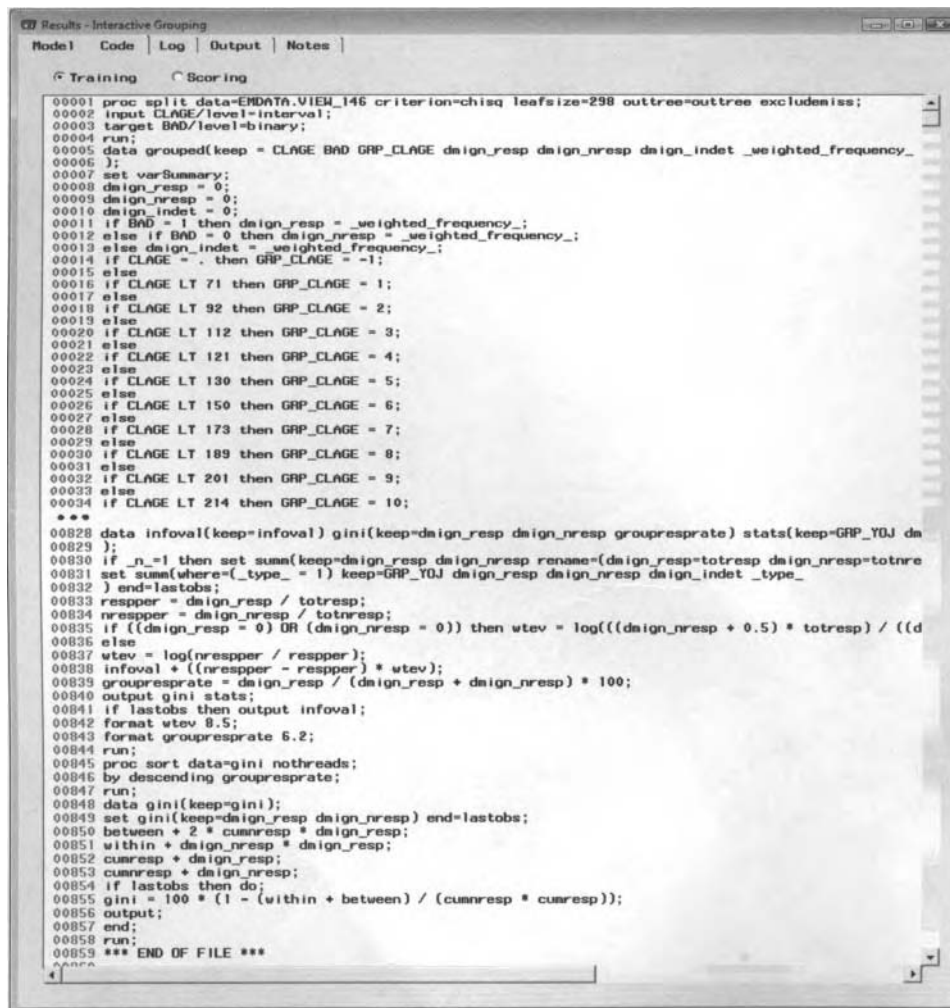 Results - Interactive Grouping
Model Code Log Output Notes
Training Scoring
00001 proc split data=EMDATA.VIEW_146 criterion=chisq leafsize=298 outtree=outtree excludemiss;
00002 input CLAGE/level=interval;
00003 target BAD/level=binary;
00004 run;
00005 data grouped(keep = CLAGE BAD GRP_CLAGE dmign_resp dmign_nresp dmign_indet _weighted_frequency_
00006 );
00007 set varSummary;
00008 dmign_resp = 0;
00009 dmign_nresp = 0;
00010 dmign_indet = 0;
00011 if BAD = 1 then dmign_resp = _weighted_frequency_;
00012 else if BAD = 0 then dmign_nresp = _weighted_frequency_;
00013 else dmign_indet = _weighted_frequency_;
00014 if CLAGE = . then GRP_CLAGE = -1;
00015 else
00016 if CLAGE LT 71 then GRP_CLAGE = 1;
00017 else
00018 if CLAGE LT 92 then GRP_CLAGE = 2;
00019 else
00020 if CLAGE LT 112 then GRP_CLAGE = 3;
00021 else
00022 if CLAGE LT 121 then GRP_CLAGE = 4;
00023 else
00024 if CLAGE LT 130 then GRP_CLAGE = 5;
00025 else
00026 if CLAGE LT 150 then GRP_CLAGE = 6;
00027 else
00028 if CLAGE LT 173 then GRP_CLAGE = 7;
00029 else
00030 if CLAGE LT 189 then GRP_CLAGE = 8;
00031 else
00032 if CLAGE LT 201 then GRP_CLAGE = 9;
00033 else
00034 if CLAGE LT 214 then GRP_CLAGE = 10;
•••
00828 data infoval(keep=infoval) gini(keep=dmign_resp dmign_nresp groupresprate) stats(keep=GRP_YOJ dm
00829 );
00830 if _n_=1 then set summ(keep=dmign_resp dmign_nresp rename=(dmign_resp=totresp dmign_nresp=totnre
00831 set summ(where=(_type_ = 1) keep=GRP_YOJ dmign_resp dmign_nresp dmign_indet _type_
00832 ) end=lastobs;
00833 respper = dmign_resp / totresp;
00834 nrespper = dmign_nresp / totnresp;
00835 if ((dmign_resp = 0) OR (dmign_nresp = 0)) then wtev = log(((dmign_nresp + 0.5) * totresp) / ((d
00836 else
00837 wtev = log(nrespper / respper);
00838 infoval + ((nrespper - respper) * wtev);
00839 groupresprate = dmign_resp / (dmign_resp + dmign_nresp) * 100;
00840 output gini stats;
00841 if lastobs then output infoval;
00842 format wtev 8.5;
00843 format groupresprate 6.2;
00844 run;
00845 proc sort data=gini nothreads;
00846 by descending groupresprate;
00847 run;
00848 data gini(keep=gini);
00849 set gini(keep=dmign_resp dmign_nresp) end=lastobs;
00850 between + 2 * cumnresp * dmign_resp;
00851 within + dmign_nresp * dmign_resp;
00852 cumresp + dmign_resp;
00853 cumnresp + dmign_nresp;
00854 if lastobs then do;
00855 gini = 100 * (1 - (within + between) / (cumnresp * cumresp));
00856 output;
00857 end;
00858 run;
00859 *** END OF FILE ***